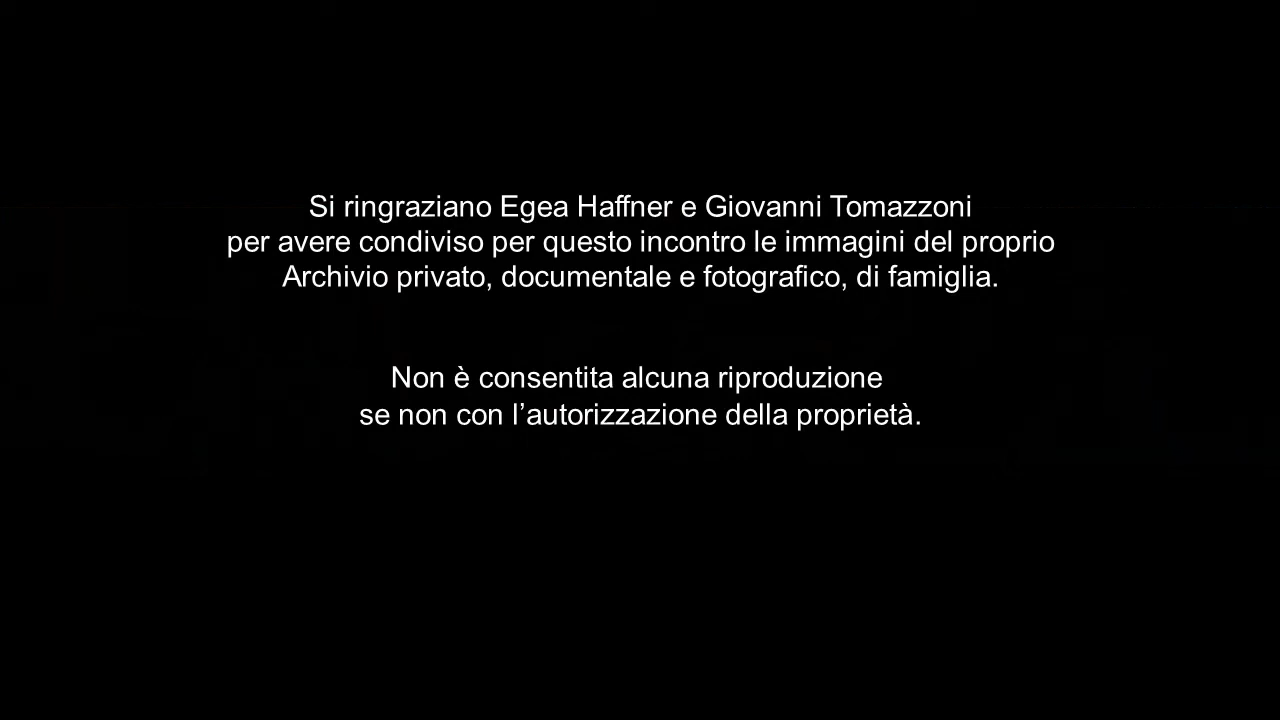 Si ringraziano Egea Haffner e Giovanni Tomazzoni
per avere condiviso per questo incontro le immagini del proprio
Archivio privato, documentale e fotografico, di famiglia.
Non è consentita alcuna riproduzione
se non con l’autorizzazione della proprietà.